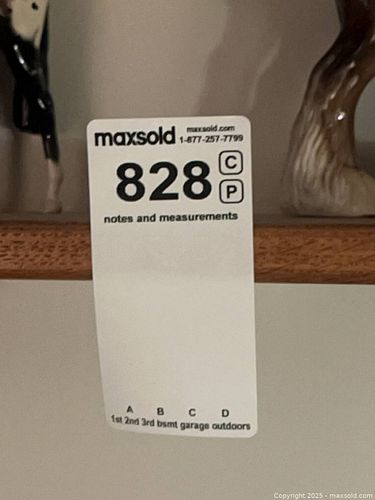 maxsold maxsold.com
1-877-257-7799
828 C
P
notes and measurements
A B C D
1st 2nd 3rd bsmt garage outdoors
Copyright 2025 - maxsold.com